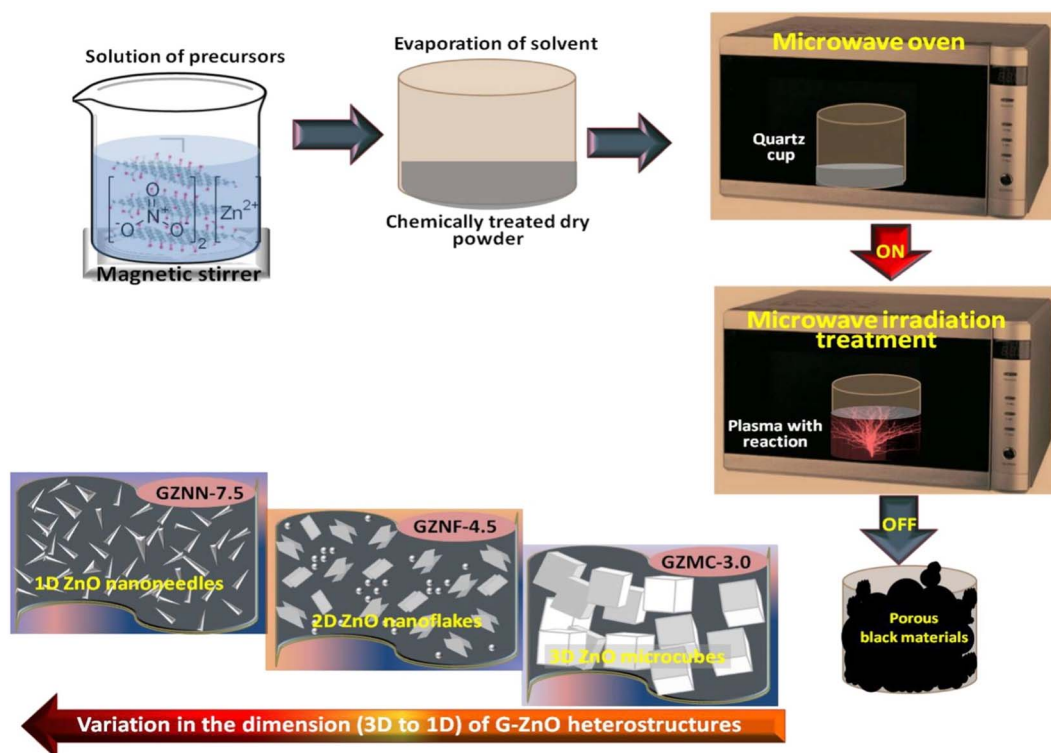 Solution of precursors
Evaporation of solvent
Microwave oven
Quartz
cup
O
N+
-O O
2
Zn2+
Magnetic stirrer
Chemically treated dry
powder
ON
Microwave irradiation
treatment
Plasma with
reaction
OFF
Porous
black materials
GZNN-7.5
1D ZnO nanoneedles
GZNF-4.5
2D ZnO nanoflakes
GZMC-3.0
3D ZnO microcubes
Variation in the dimension (3D to 1D) of G-ZnO heterostructures